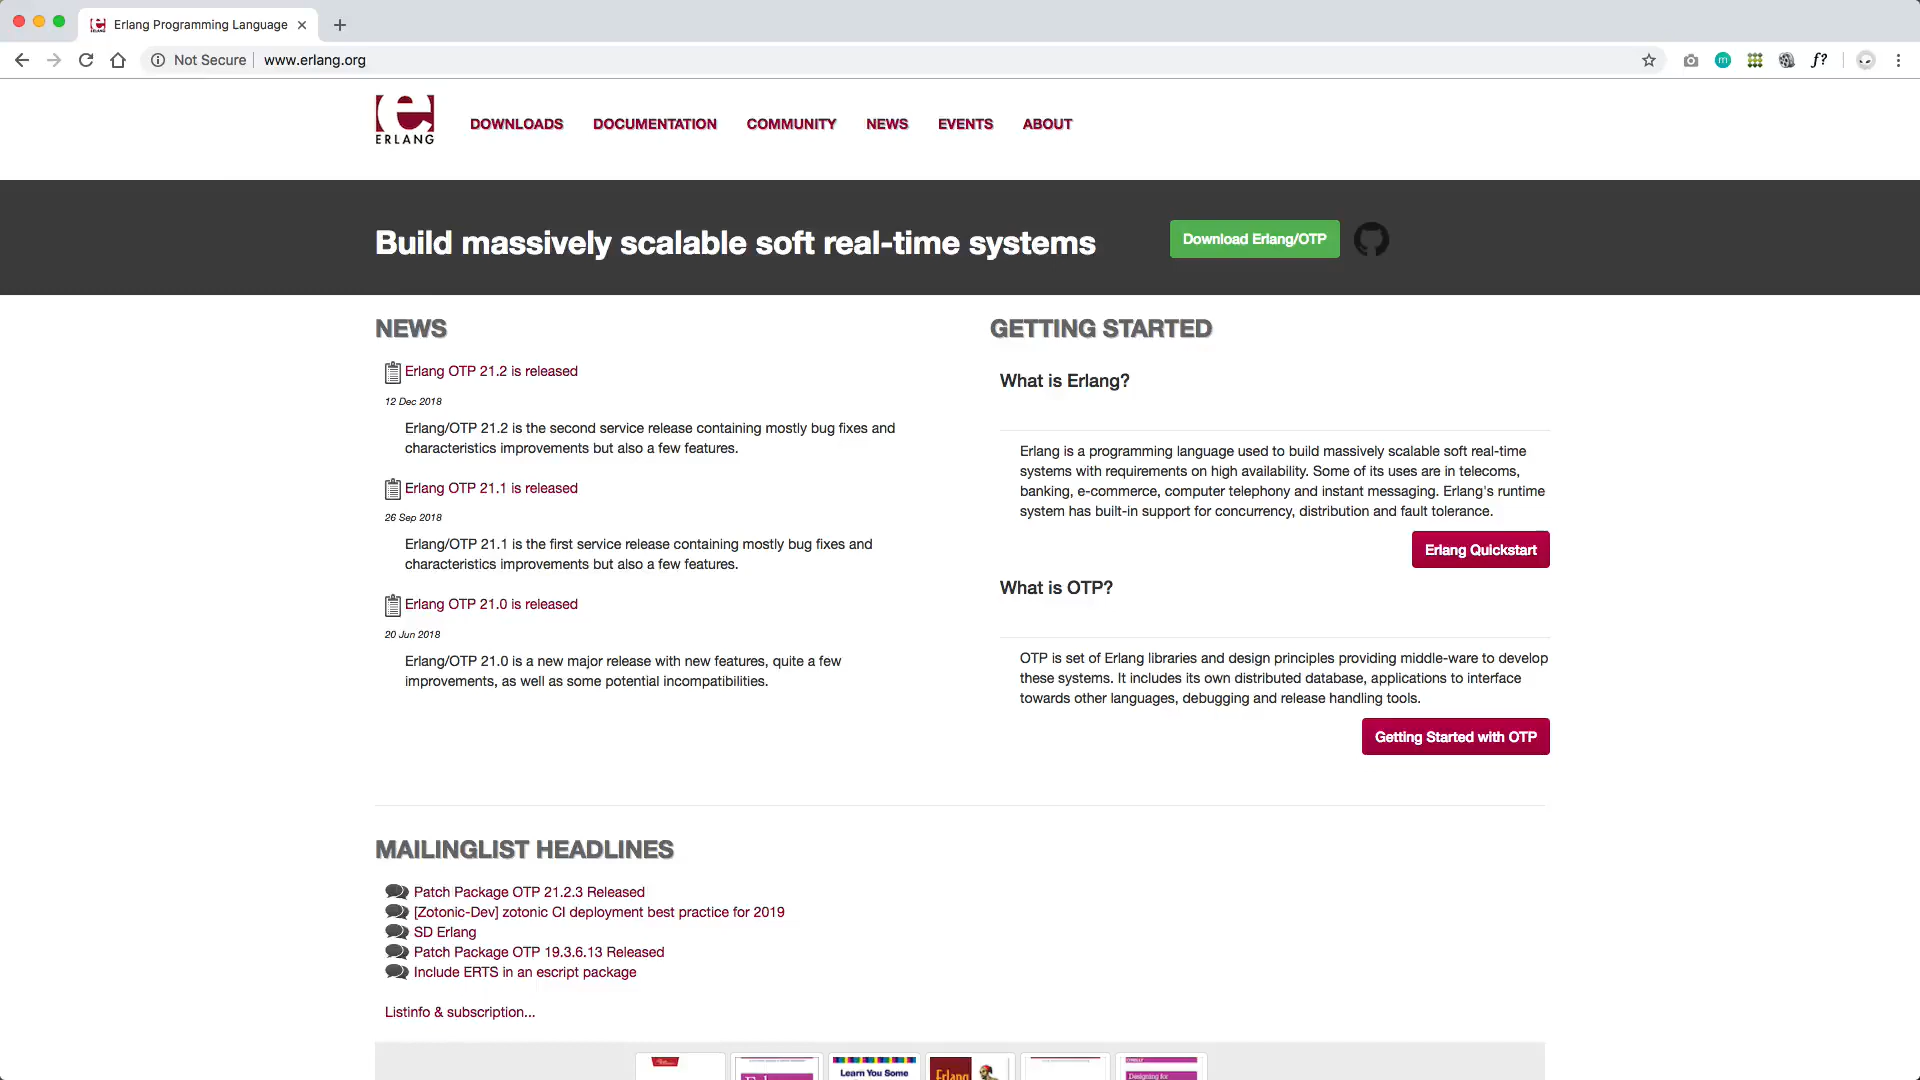 Erlang Programming Language
Not Secure
www.erlang.org
m
f?
e
ERLANG
DOWNLOADS
DOCUMENTATION
COMMUNITY
NEWS
EVENTS
ABOUT
Build massively scalable soft real-time systems
Download Erlang/OTP
NEWS
Erlang OTP 21.2 is released
12 Dec 2018
Erlang/OTP 21.2 is the second service release containing mostly bug fixes and
characteristics improvements but also a few features.
Erlang OTP 21.1 is released
26 Sep 2018
Erlang/OTP 21.1 is the first service release containing mostly bug fixes and
characteristics improvements but also a few features.
Erlang OTP 21.0 is released
20 Jun 2018
Erlang/OTP 21.0 is a new major release with new features, quite a few
improvements, as well as some potential incompatibilities.
GETTING STARTED
What is Erlang?
Erlang is a programming language used to build massively scalable soft real-time
systems with requirements on high availability. Some of its uses are in telecoms,
banking, e-commerce, computer telephony and instant messaging. Erlang's runtime
system has built-in support for concurrency, distribution and fault tolerance.
Erlang Quickstart
What is OTP?
OTP is set of Erlang libraries and design principles providing middle-ware to develop
these systems. It includes its own distributed database, applications to interface
towards other languages, debugging and release handling tools.
Getting Started with OTP
MAILINGLIST HEADLINES
Patch Package OTP 21.2.3 Released
[Zotonic-Dev] zotonic CI deployment best practice for 2019
SD Erlang
Patch Package OTP 19.3.6.13 Released
Include ERTS in an escript package
Listinfo & subscription...
Learn You Some
Erlang
Designing for